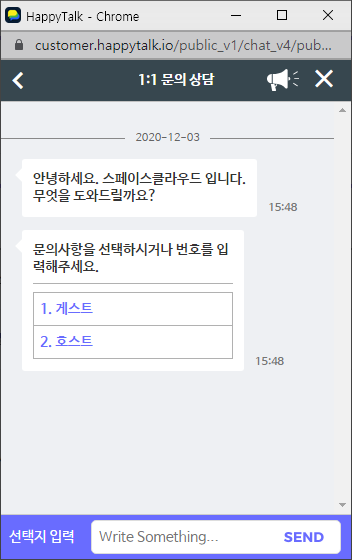 HappyTalk - Chrome
customer.happytalk.io/public_v1/chat_v4/pub...
1:1 문의 상담
2020-12-03
안녕하세요. 스페이스클라우드 입니다.
무엇을 도와드릴까요?
15:48
문의사항을 선택하시거나 번호를 입
력해주세요.
1. 게스트
2. 호스트
15:48
선택지 입력
Write Something...
SEND